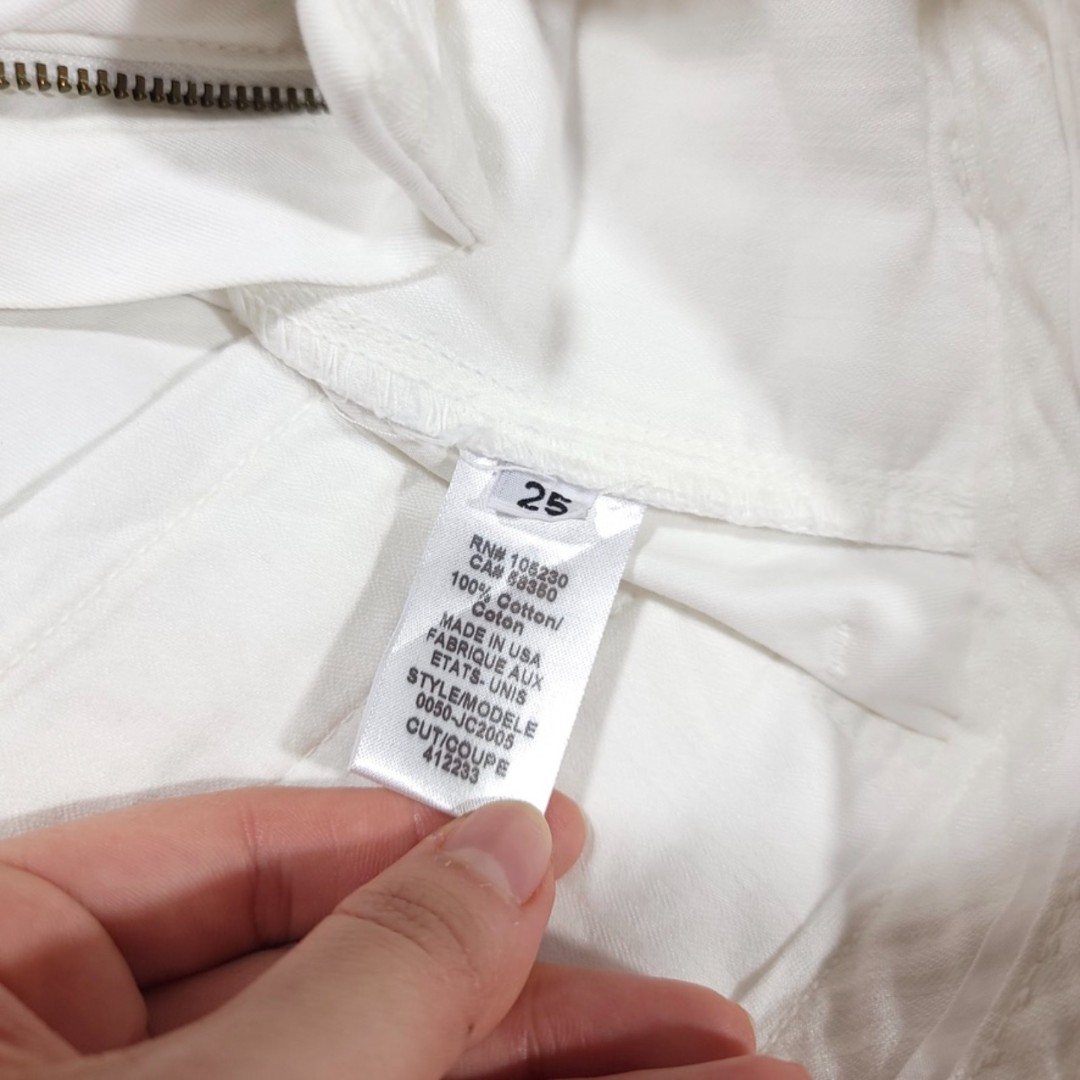 25
RN# 105230
CA# 58350
100% Cotton/
Coton
MADE IN USA
FABRIQUE AUX
ETATS- UNIS
STYLE/MODELE
0050-JC2005
CUT/COUPE
412233